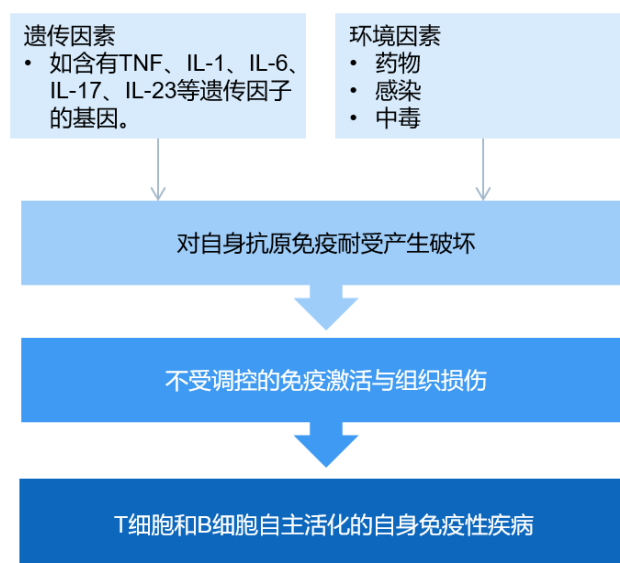 遗传因素
• 如含有TNF、IL-1、IL-6、
IL-17、IL-23等遗传因子
的基因。
环境因素
• 药物
• 感染
• 中毒
对自身抗原免疫耐受产生破坏
不受调控的免疫激活与组织损伤
T细胞和B细胞自主活化的自身免疫性疾病